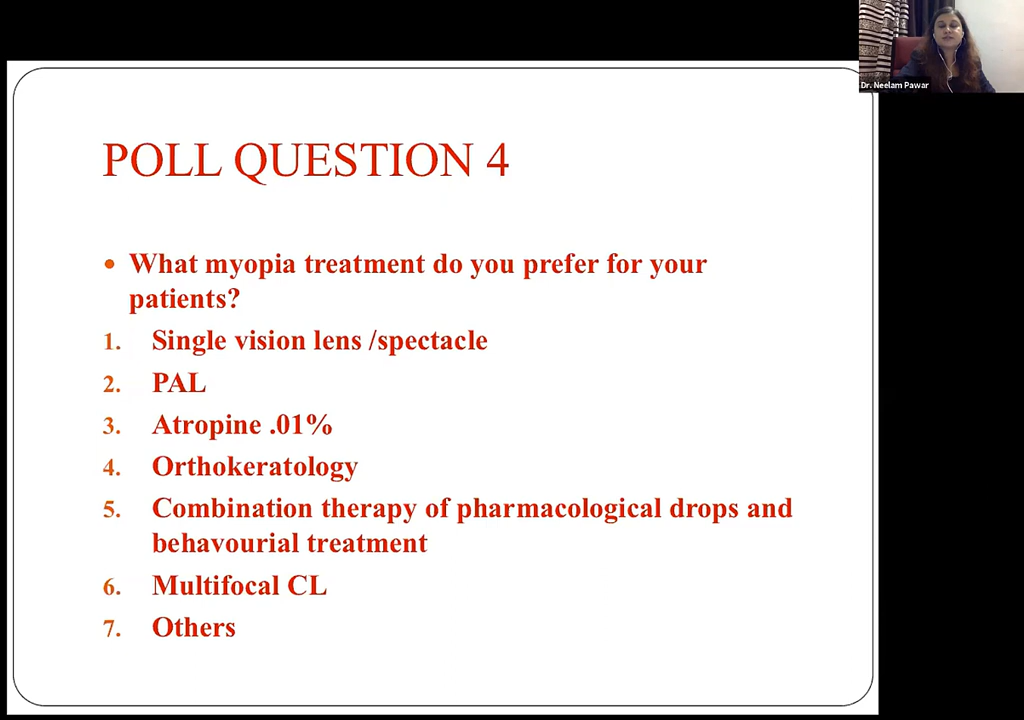 Dr. Neelam Pawar
POLL QUESTION 4
• What myopia treatment do you prefer for your
patients?
1. Single vision lens /spectacle
2. PAL
3. Atropine .01%
4. Orthokeratology
5. Combination therapy of pharmacological drops and
behavourial treatment
6. Multifocal CL
7. Others